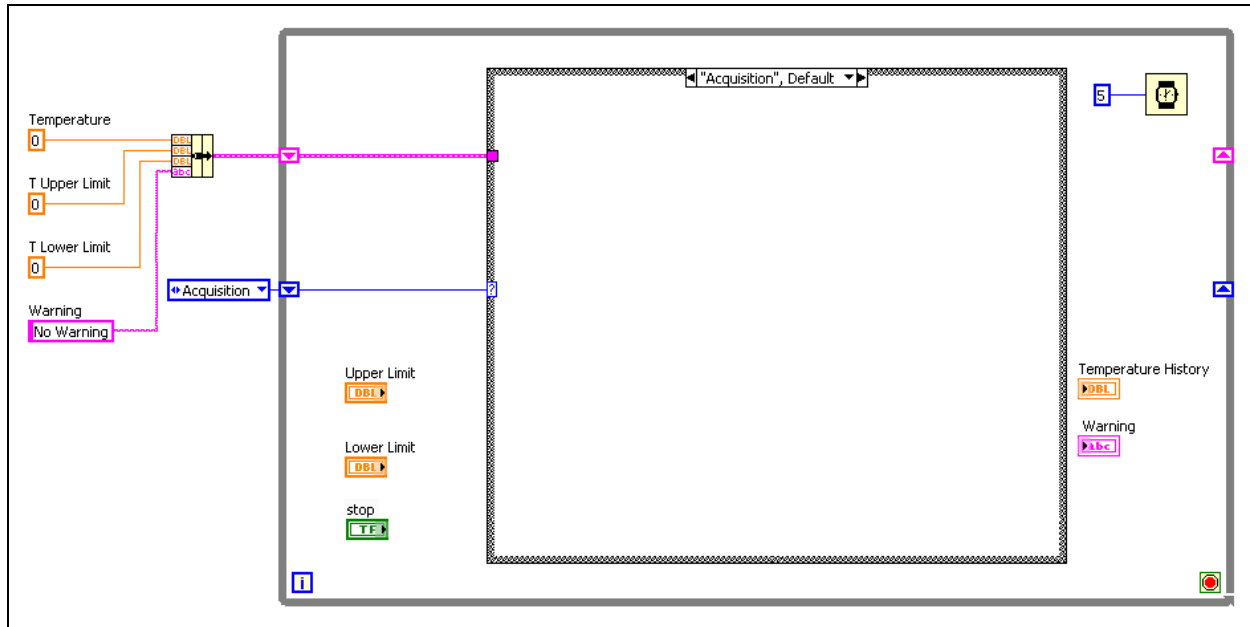 "Acquisition", Default
5
Temperature
0
DBL
DBL
DBL
abc
T Upper Limit
0
T Lower Limit
0
Acquisition
?
Warning
No Warning
Upper Limit
DBL
Temperature History
DBL
Lower Limit
DBL
Warning
abc
stop
TF
i